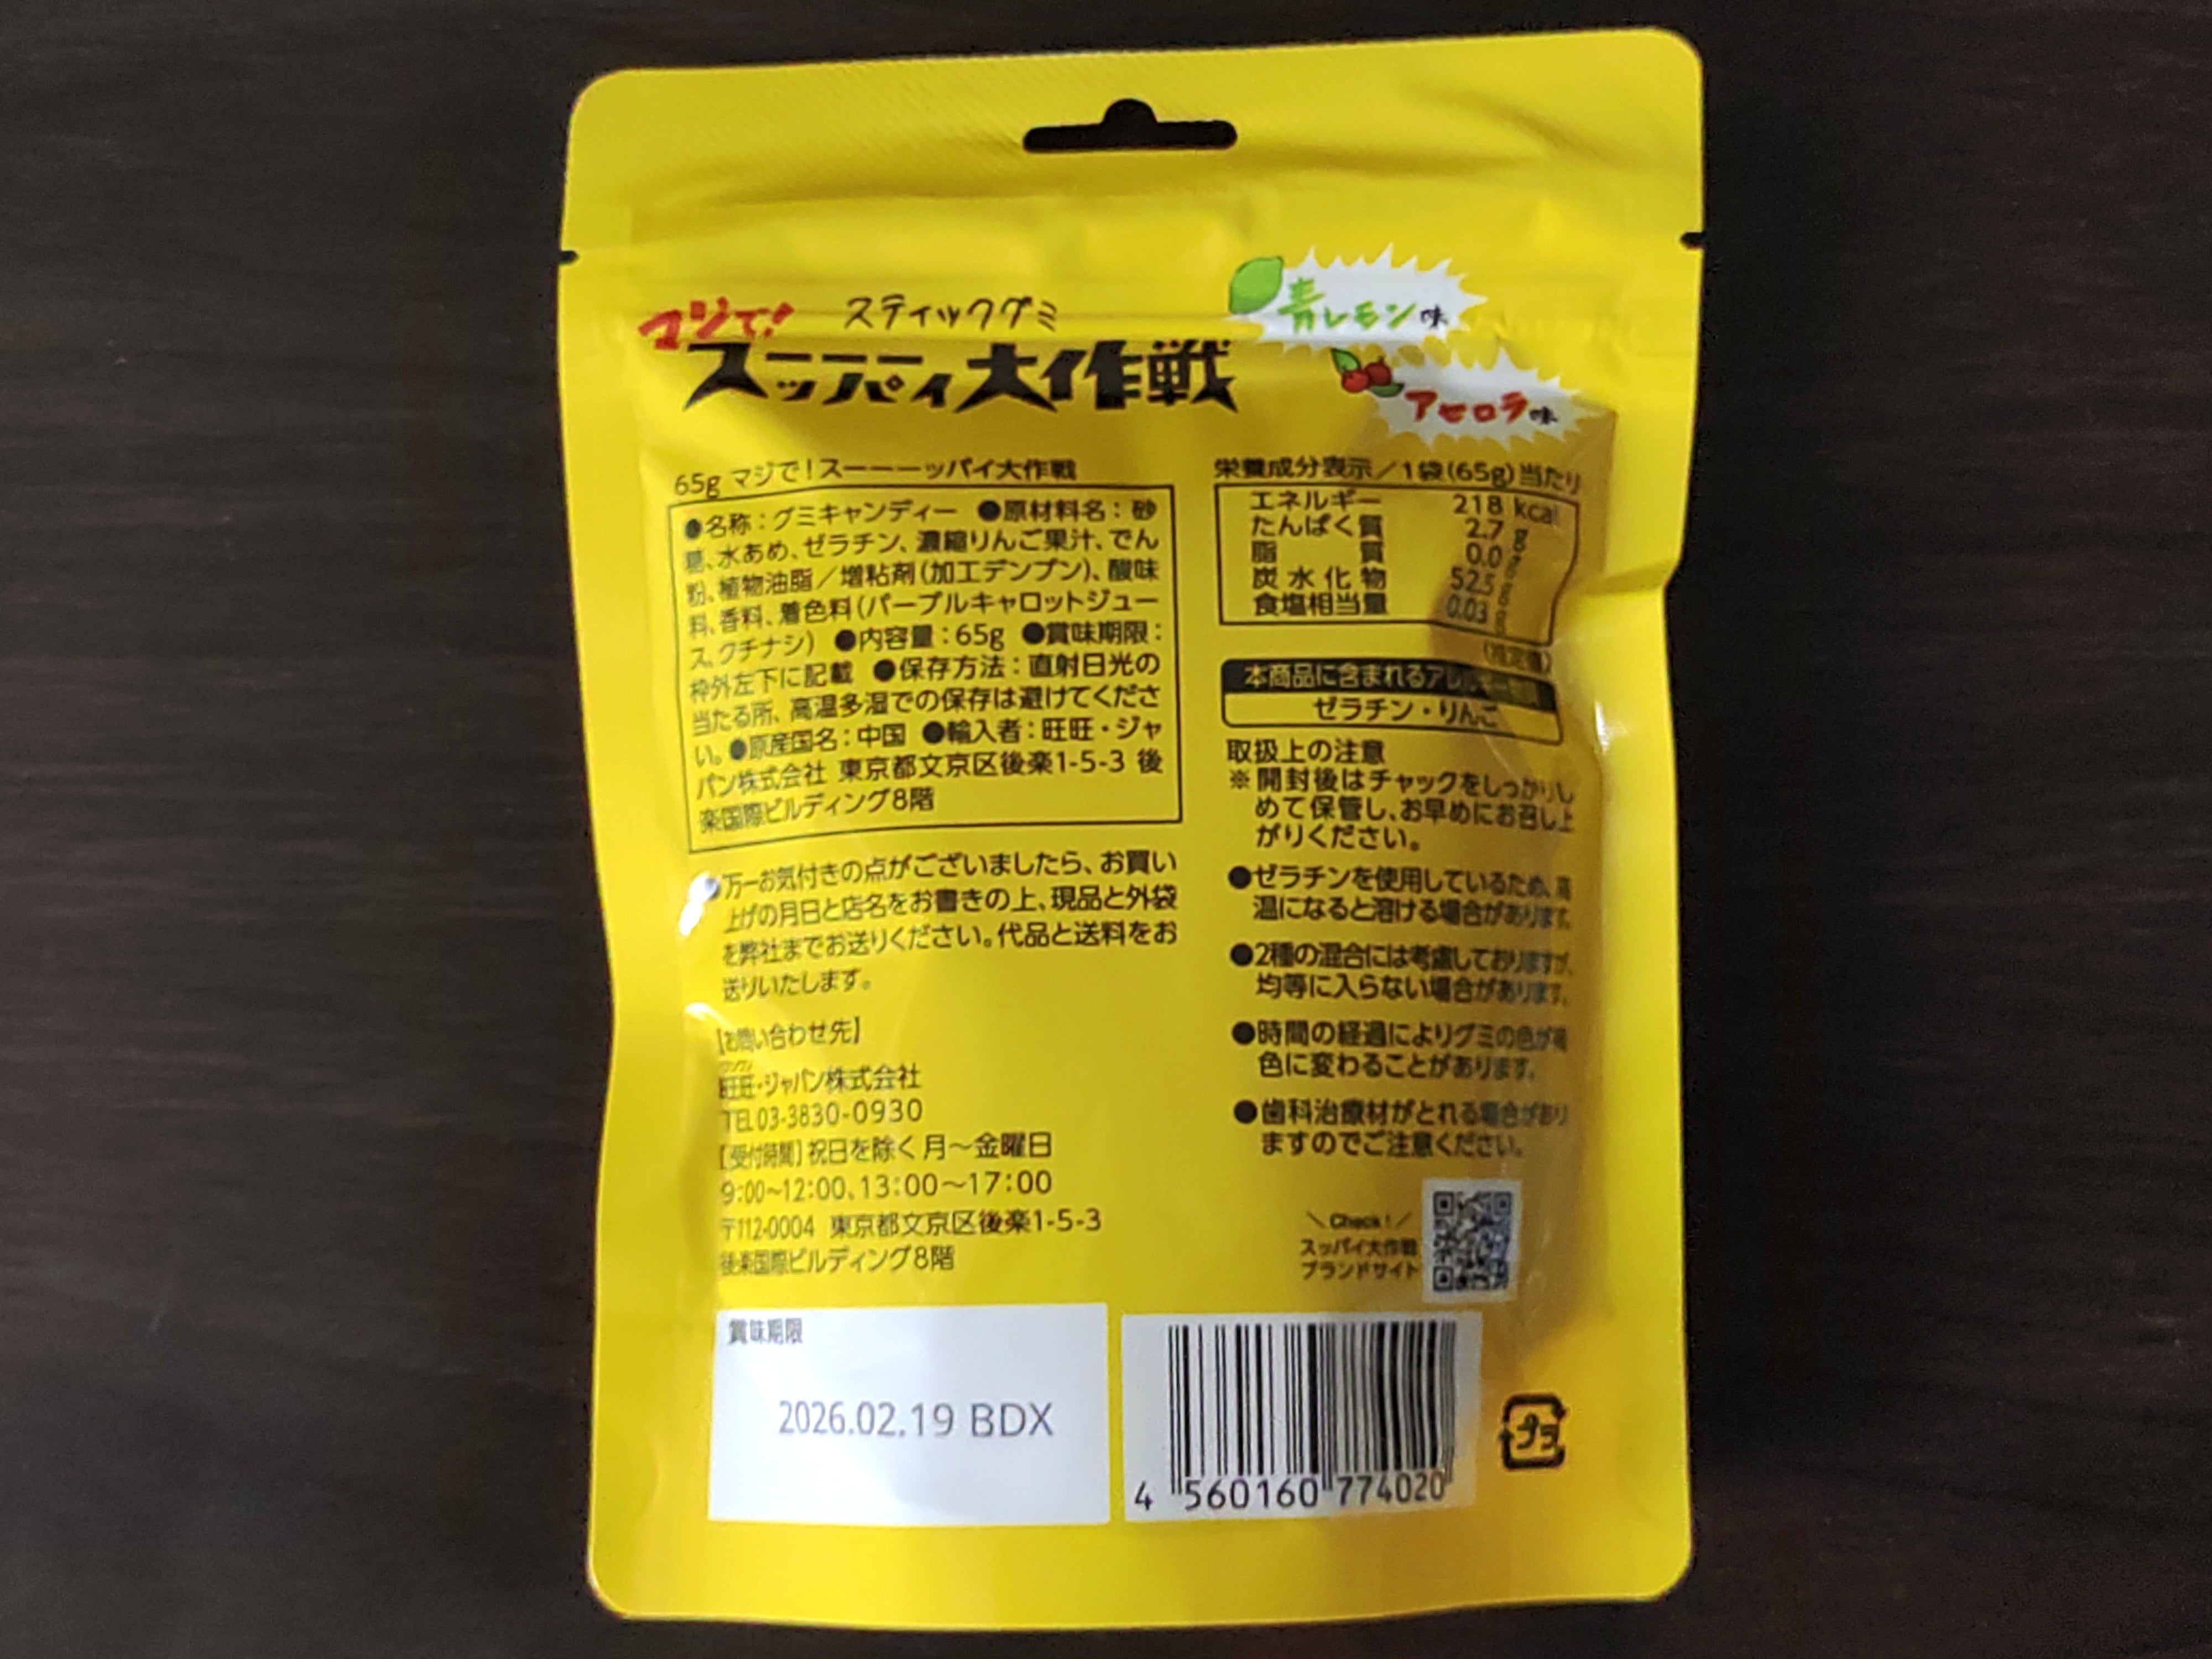 マジで!
スティックグミ
スーーーッパイ大作戦
青レモン味
アセロラ味
65g マジで!スーーーッパイ大作戦
●名称:グミキャンディー ●原材料名:砂
糖、水あめ、ゼラチン、濃縮りんご果汁、でん
粉、植物油脂/増粘剤(加工デンプン)、酸味
料、香料、着色料(パープルキャロットジュー
ス、クチナシ) ●内容量:65g ●賞味期限:
枠外左下に記載 ●保存方法:直射日光の
当たる所、高温多湿での保存は避けてくださ
い。●原産国名:中国 ●輸入者:旺旺・ジャ
パン株式会社 東京都文京区後楽1-5-3 後
楽国際ビルディング8階
●万一お気付きの点がございましたら、お買い
上げの月日と店名をお書きの上、現品と外袋
を弊社までお送りください。代品と送料をお
送りいたします。
【お問い合わせ先】
旺旺・ジャパン株式会社
TEL 03-3830-0930
【受付時間】祝日を除く月~金曜日
9:00~12:00、13:00~17:00
〒112-0004 東京都文京区後楽1-5-3
後楽国際ビルディング8階
賞味期限
2026.02.19 BDX
栄養成分表示/1袋(65g)当たり
エネルギー 218 kcal
たんぱく質 2.7 g
脂質 0.0 g
炭水化物 52.5 g
食塩相当量 0.03 g
(推定値)
本商品に含まれるアレルギー物質
ゼラチン・りんご
取扱上の注意
※開封後はチャックをしっかりし
めて保管し、お早めにお召し上
がりください。
●ゼラチンを使用しているため、高
温になると溶ける場合があります。
●2種の混合には考慮しておりますが、
均等に入らない場合があります。
●時間の経過によりグミの色が褐
色に変わることがあります。
●歯科治療材がとれる場合があり
ますのでご注意ください。
\ Check! /
スッパイ大作戦
ブランドサイト
4 560160 774020
プラ